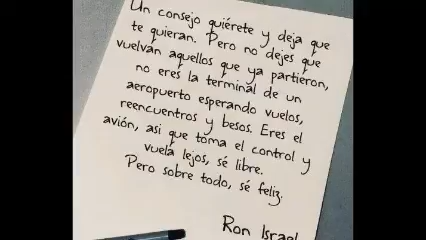 Un consejo quiérete y deja que
te quieran. Pero no dejes que
vuelvan aquellos que ya partieron,
no eres la terminal de un
aeropuerto esperando vuelos,
reencuentros y besos. Eres el
avión, asi que toma el control y
vuela lejos, sé libre.
Pero sobre todo, sé feliz.
Ron Israel